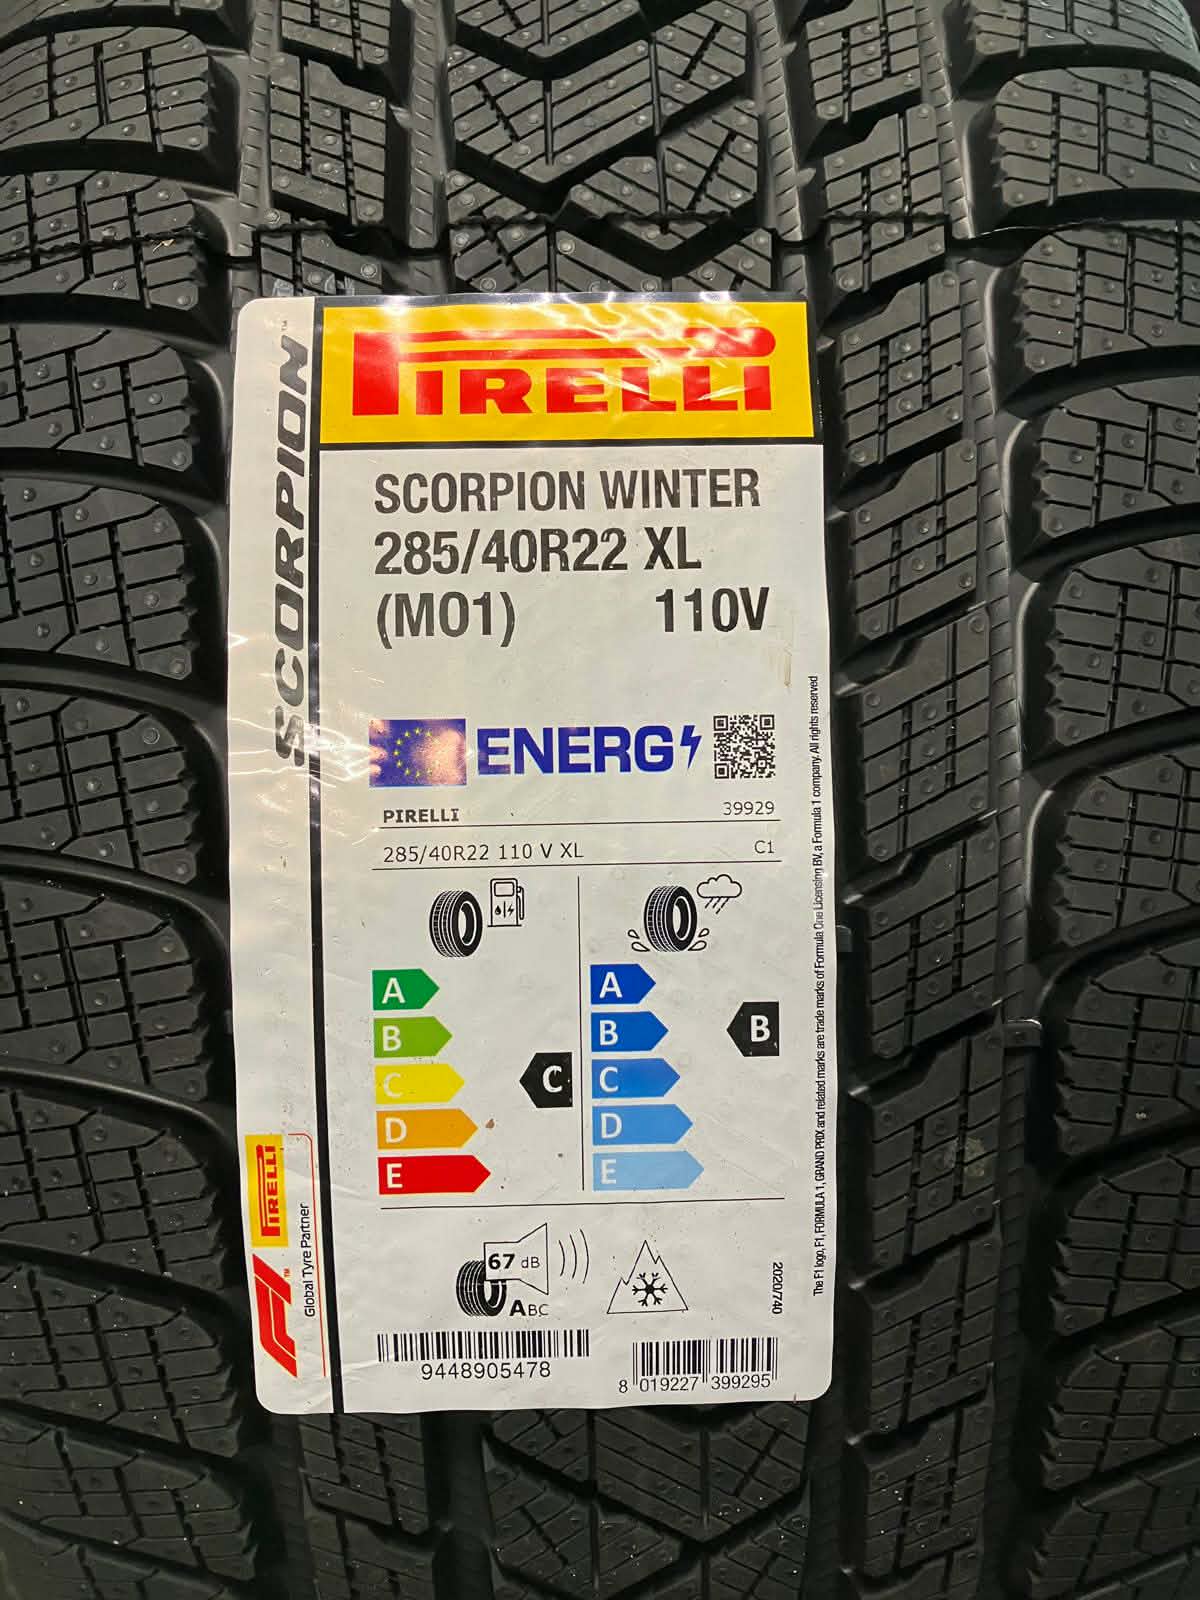 PIRELLI
SCORPION™
SCORPION WINTER
285/40R22 XL
(MO1) 110V
ENERG
PIRELLI 39929
285/40R22 110 V XL C1
A
B
C
D
E
C
A
B
C
D
E
B
67 dB
ABC
2020/740
9448905478
8 019227 399295
The F1 logo, F1, FORMULA 1, GRAND PRIX and related marks are trade marks of Formula One Licensing BV, a Formula 1 company. All rights reserved
F1™
PIRELLI
Global Tyre Partner